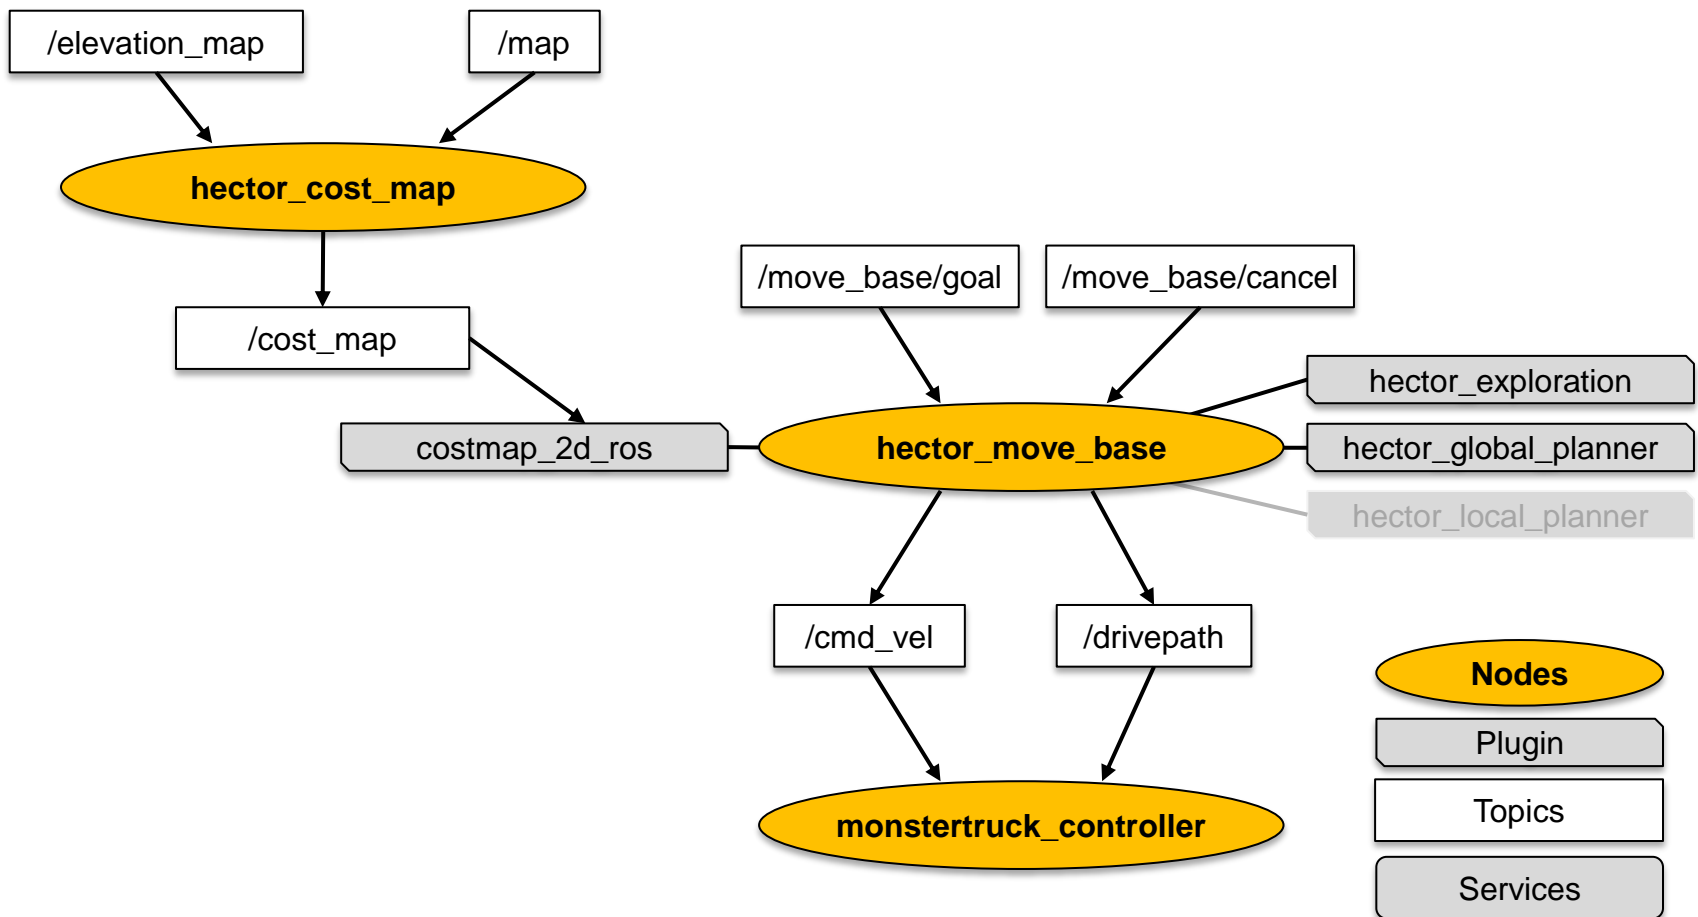 /elevation_map
/map
hector_cost_map
/move_base/goal
/move_base/cancel
/cost_map
hector_exploration
costmap_2d_ros
hector_move_base
hector_global_planner
hector_local_planner
/cmd_vel
/drivepath
Nodes
Plugin
Topics
monstertruck_controller
Services